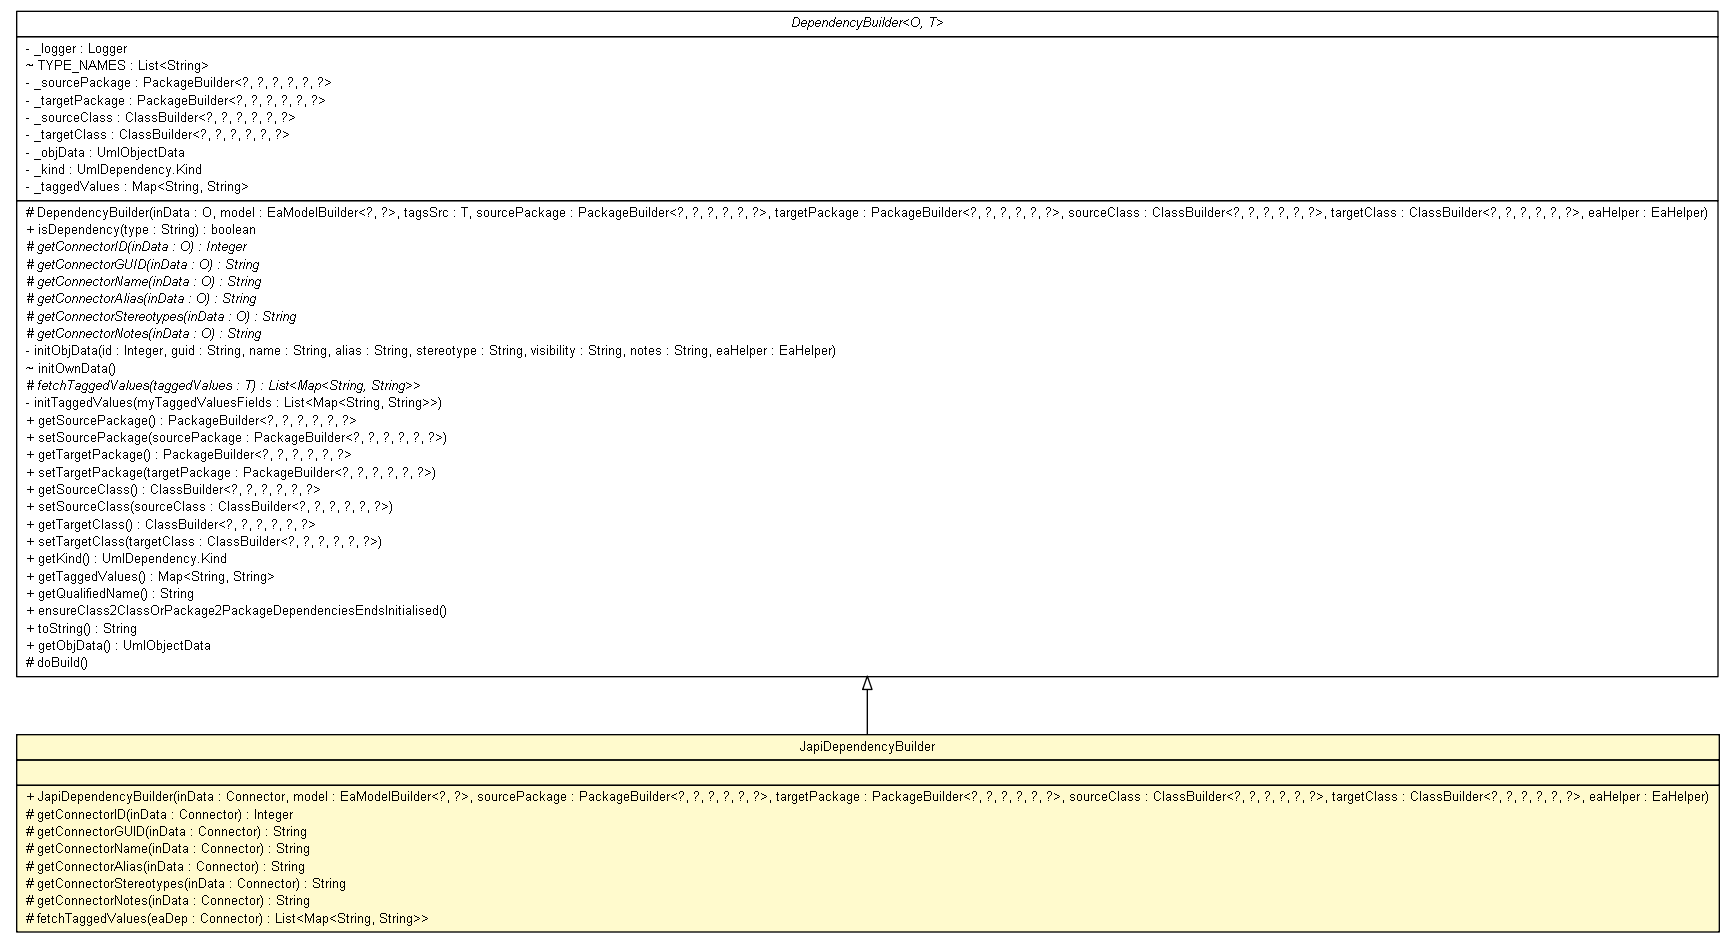 DependencyBuilder<O, T>
- _logger : Logger
~ TYPE_NAMES : List<String>
- _sourcePackage : PackageBuilder<?, ?, ?, ?, ?, ?>
- _targetPackage : PackageBuilder<?, ?, ?, ?, ?, ?>
- _sourceClass : ClassBuilder<?, ?, ?, ?, ?, ?>
- _targetClass : ClassBuilder<?, ?, ?, ?, ?, ?>
- _objData : UmlObjectData
- _kind : UmlDependency.Kind
- _taggedValues : Map<String, String>
# DependencyBuilder(inData : O, model : EaModelBuilder<?, ?>, tagsSrc : T, sourcePackage : PackageBuilder<?, ?, ?, ?, ?, ?>, targetPackage : PackageBuilder<?, ?, ?, ?, ?, ?>, sourceClass : ClassBuilder<?, ?, ?, ?, ?, ?>, targetClass : ClassBuilder<?, ?, ?, ?, ?, ?>, eaHelper : EaHelper)
+ isDependency(type : String) : boolean
# getConnectorID(inData : O) : Integer
# getConnectorGUID(inData : O) : String
# getConnectorName(inData : O) : String
# getConnectorAlias(inData : O) : String
# getConnectorStereotypes(inData : O) : String
# getConnectorNotes(inData : O) : String
- initObjData(id : Integer, guid : String, name : String, alias : String, stereotype : String, visibility : String, notes : String, eaHelper : EaHelper)
~ initOwnData()
# fetchTaggedValues(taggedValues : T) : List<Map<String, String>>
- initTaggedValues(myTaggedValuesFields : List<Map<String, String>>)
+ getSourcePackage() : PackageBuilder<?, ?, ?, ?, ?, ?>
+ setSourcePackage(sourcePackage : PackageBuilder<?, ?, ?, ?, ?, ?>)
+ getTargetPackage() : PackageBuilder<?, ?, ?, ?, ?, ?>
+ setTargetPackage(targetPackage : PackageBuilder<?, ?, ?, ?, ?, ?>)
+ getSourceClass() : ClassBuilder<?, ?, ?, ?, ?, ?>
+ setSourceClass(sourceClass : ClassBuilder<?, ?, ?, ?, ?, ?>)
+ getTargetClass() : ClassBuilder<?, ?, ?, ?, ?, ?>
+ setTargetClass(targetClass : ClassBuilder<?, ?, ?, ?, ?, ?>)
+ getKind() : UmlDependency.Kind
+ getTaggedValues() : Map<String, String>
+ getQualifiedName() : String
+ ensureClass2ClassOrPackage2PackageDependenciesEndsInitialised()
+ toString() : String
+ getObjData() : UmlObjectData
# doBuild()
JapiDependencyBuilder
+ JapiDependencyBuilder(inData : Connector, model : EaModelBuilder<?, ?>, sourcePackage : PackageBuilder<?, ?, ?, ?, ?, ?>, targetPackage : PackageBuilder<?, ?, ?, ?, ?, ?>, sourceClass : ClassBuilder<?, ?, ?, ?, ?, ?>, targetClass : ClassBuilder<?, ?, ?, ?, ?, ?>, eaHelper : EaHelper)
# getConnectorID(inData : Connector) : Integer
# getConnectorGUID(inData : Connector) : String
# getConnectorName(inData : Connector) : String
# getConnectorAlias(inData : Connector) : String
# getConnectorStereotypes(inData : Connector) : String
# getConnectorNotes(inData : Connector) : String
# fetchTaggedValues(eaDep : Connector) : List<Map<String, String>>